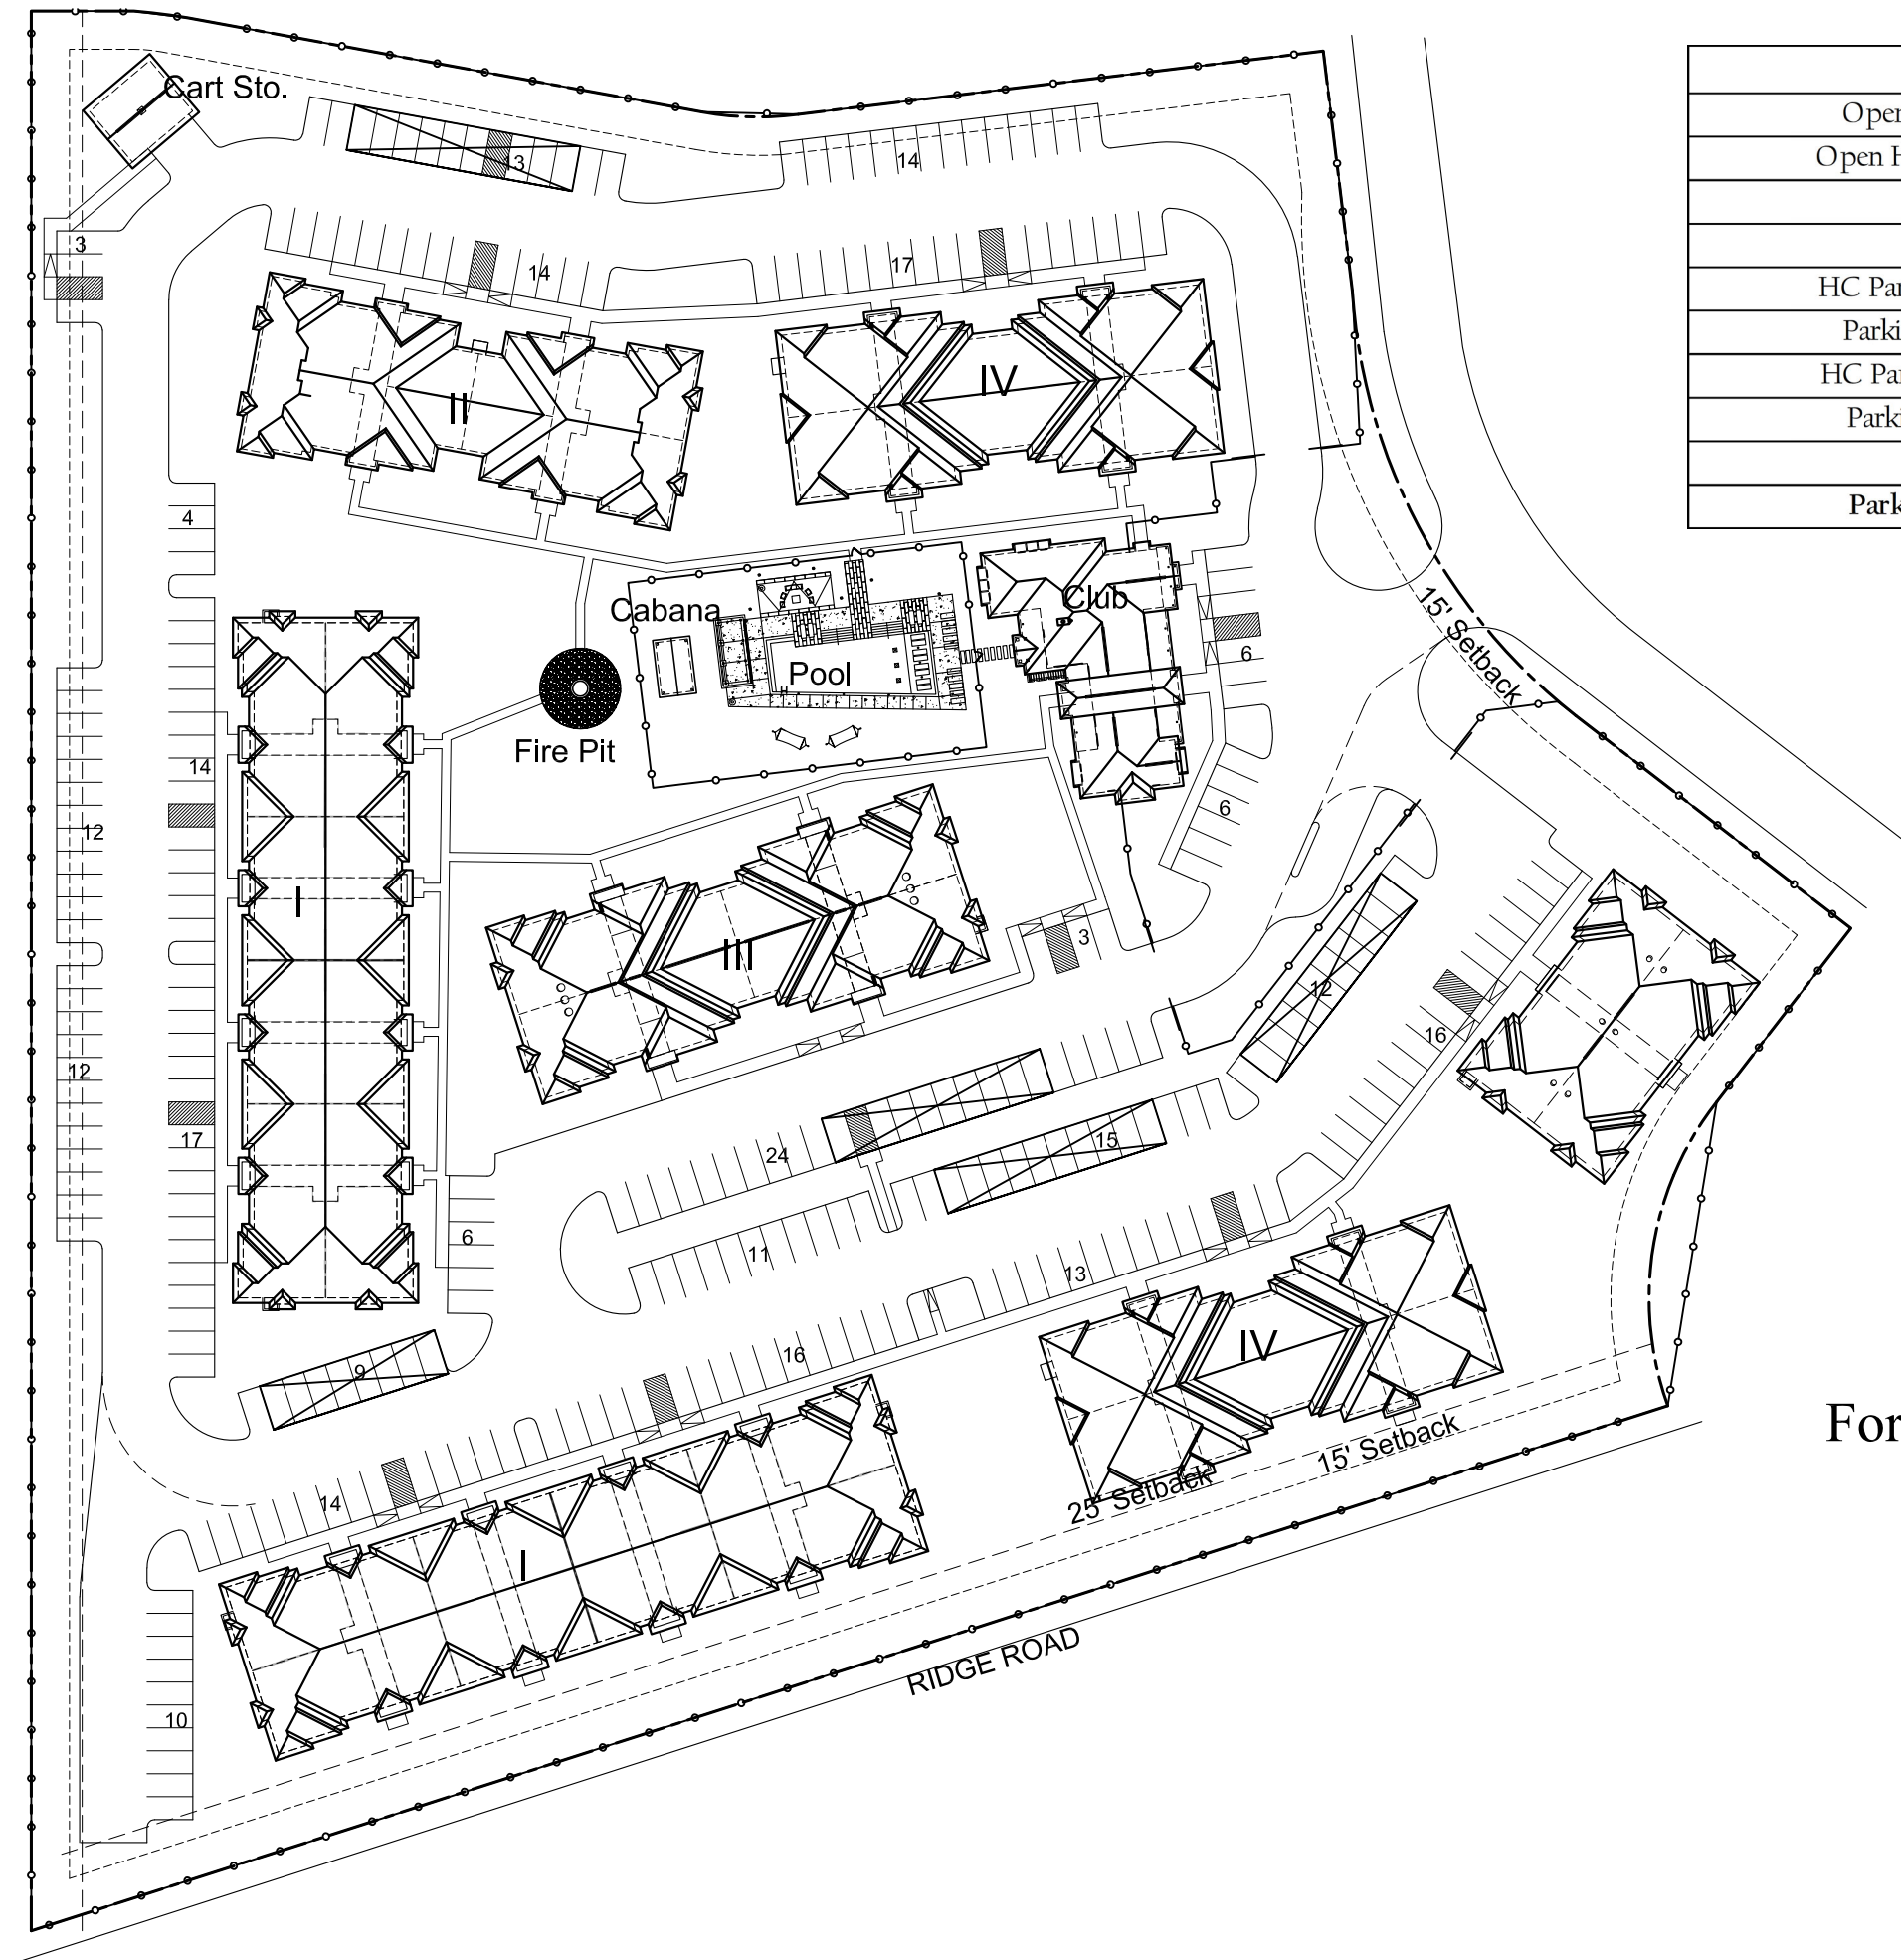 Cart Sto.
13
14
3
14
17
II
IV
4
Cabana
Club
Pool
6
15' Setback
Fire Pit
14
12
6
I
III
3
12
16
12
17
24
15
6
11
13
16
IV
9
15' Setback
25' Setback
14
I
10
RIDGE ROAD
Open
Open H
HC Par
Parki
HC Par
Parki
Park
For